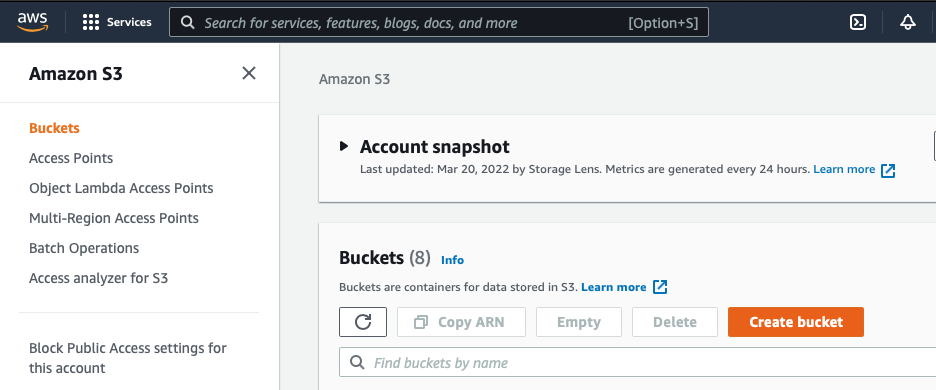 aws Services Search for services, features, blogs, docs, and more [Option+S]
Amazon S3
Buckets
Access Points
Object Lambda Access Points
Multi-Region Access Points
Batch Operations
Access analyzer for S3
Block Public Access settings for
this account
Amazon S3
Account snapshot
Last updated: Mar 20, 2022 by Storage Lens. Metrics are generated every 24 hours. Learn more
Buckets (8) Info
Buckets are containers for data stored in S3. Learn more
Copy ARN Empty Delete Create bucket
Find buckets by name